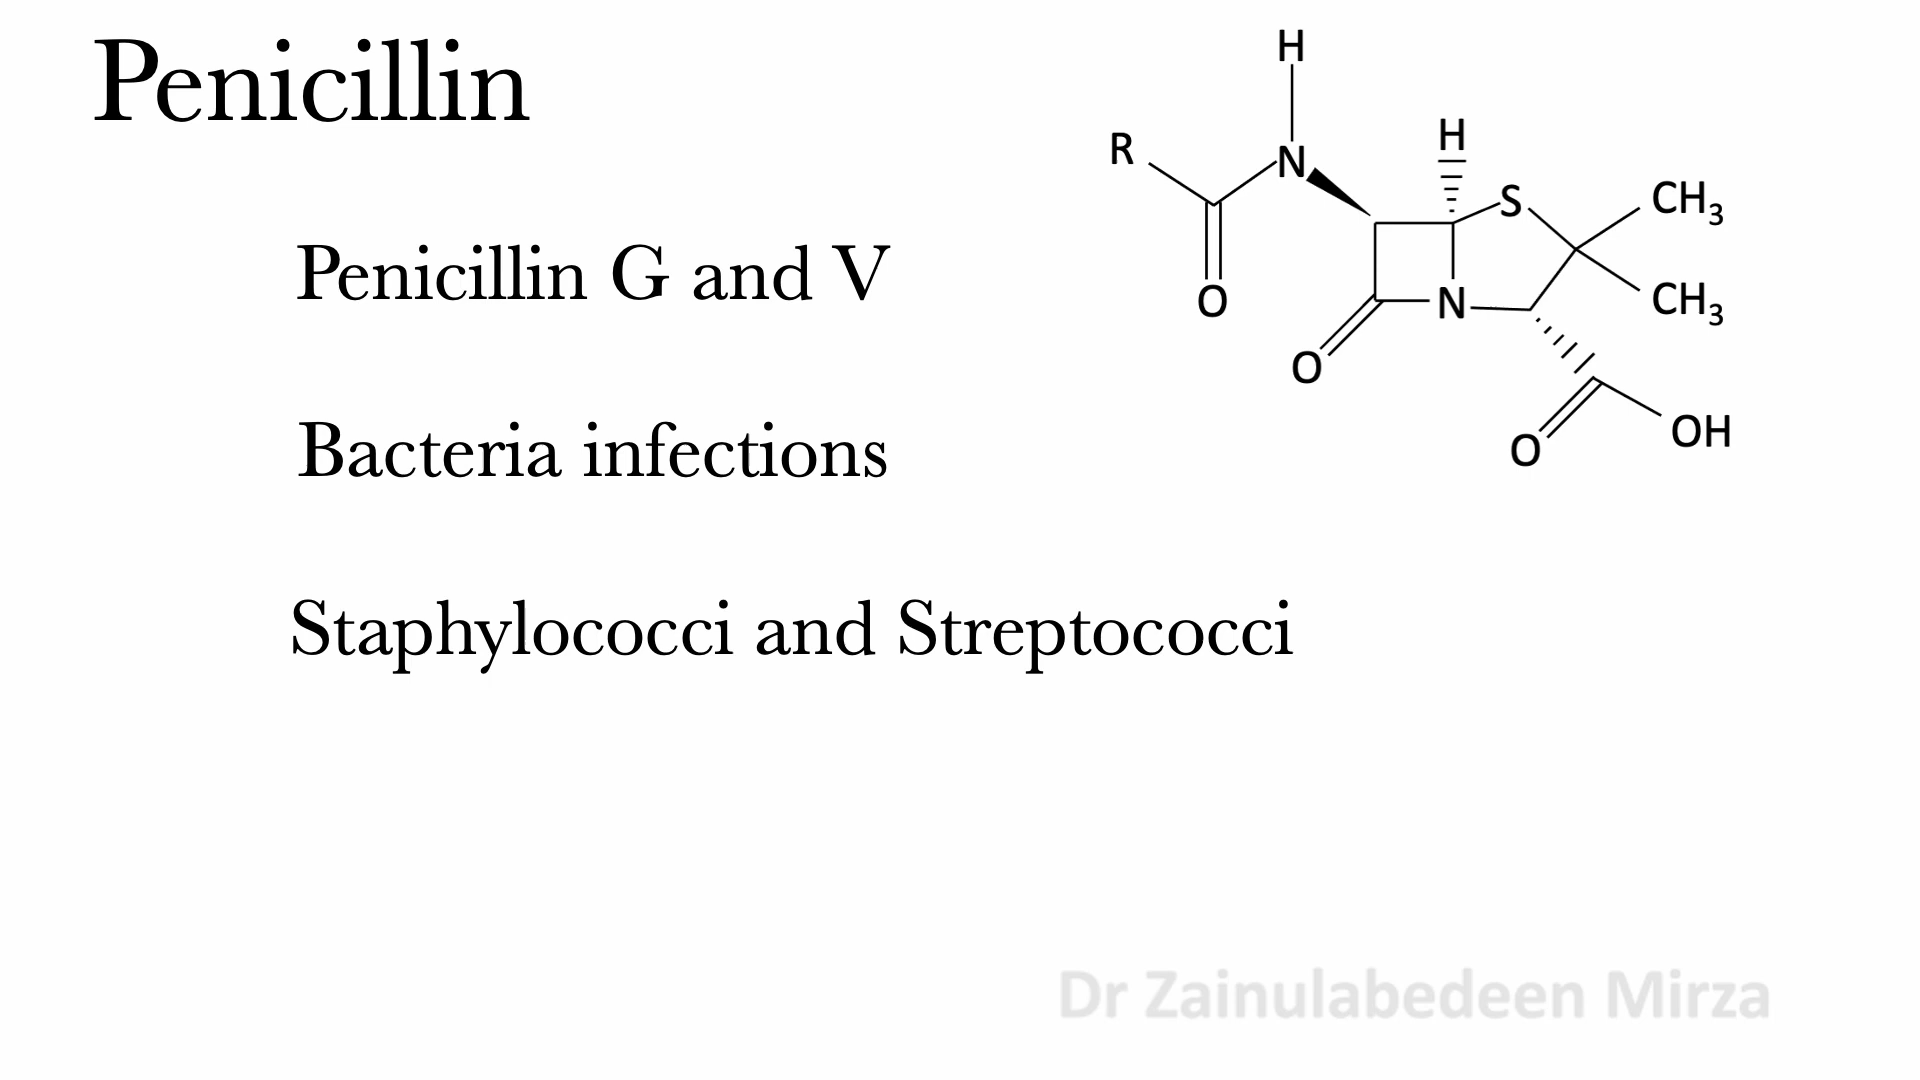 Penicillin
Penicillin G and V
Bacteria infections
Staphylococci and Streptococci
H
R
N
H
S
CH₃
O
N
CH₃
O
O
OH
Dr Zainulabedeen Mirza